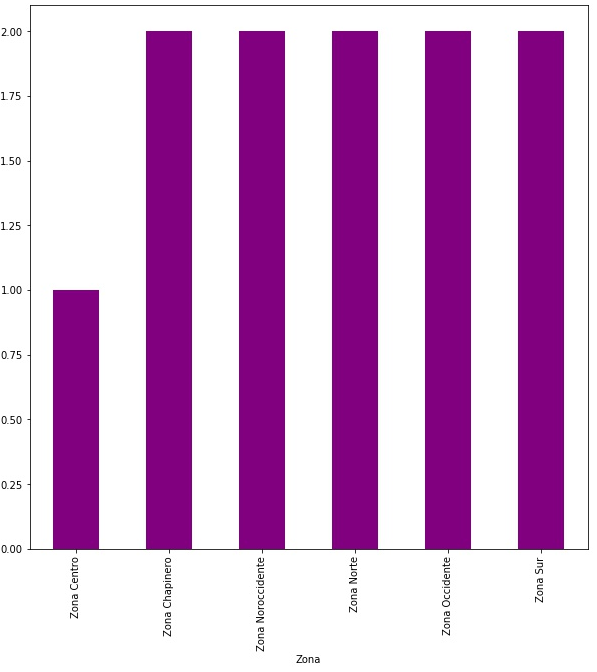 2.00
1.75
1.50
1.25
1.00
0.75
0.50
0.25
0.00
Zona Centro
Zona Chapinero
Zona Noroccidente
Zona Norte
Zona Occidente
Zona Sur
Zona